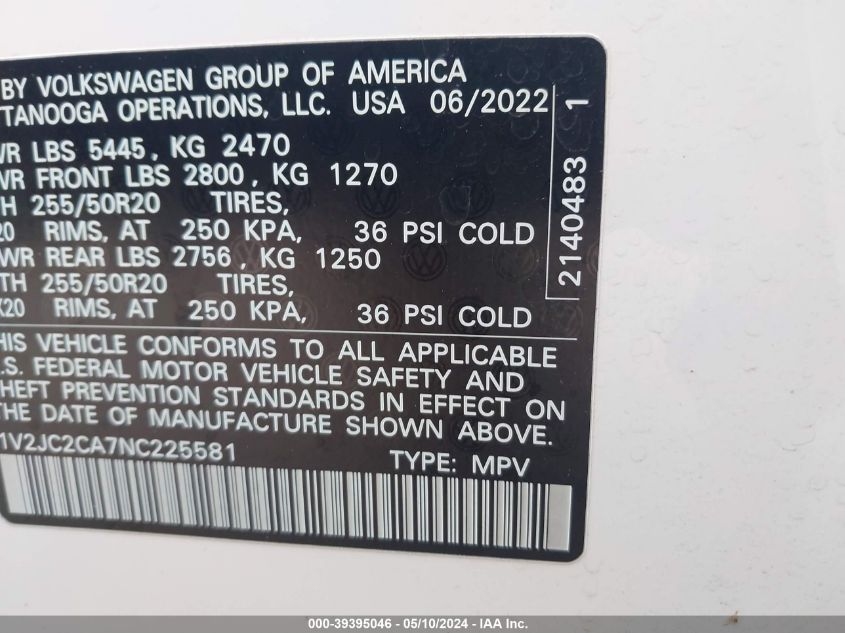 BY VOLKSWAGEN GROUP OF AMERICA
TANOOGA OPERATIONS, LLC. USA 06/2022
WR LBS 5445, KG 2470
WR FRONT LBS 2800, KG 1270
TH 255/50R20 TIRES,
20 RIMS, AT 250 KPA, 36 PSI COLD
WR REAR LBS 2756, KG 1250
TH 255/50R20 TIRES,
X20 RIMS, AT 250 KPA, 36 PSI COLD
HIS VEHICLE CONFORMS TO ALL APPLICABLE
.S. FEDERAL MOTOR VEHICLE SAFETY AND
HEFT PREVENTION STANDARDS IN EFFECT ON
THE DATE OF MANUFACTURE SHOWN ABOVE.
1V2JC2CA7NC225581
TYPE: MPV
2140483 1
000-39395046 - 05/10/2024 - IAA Inc.